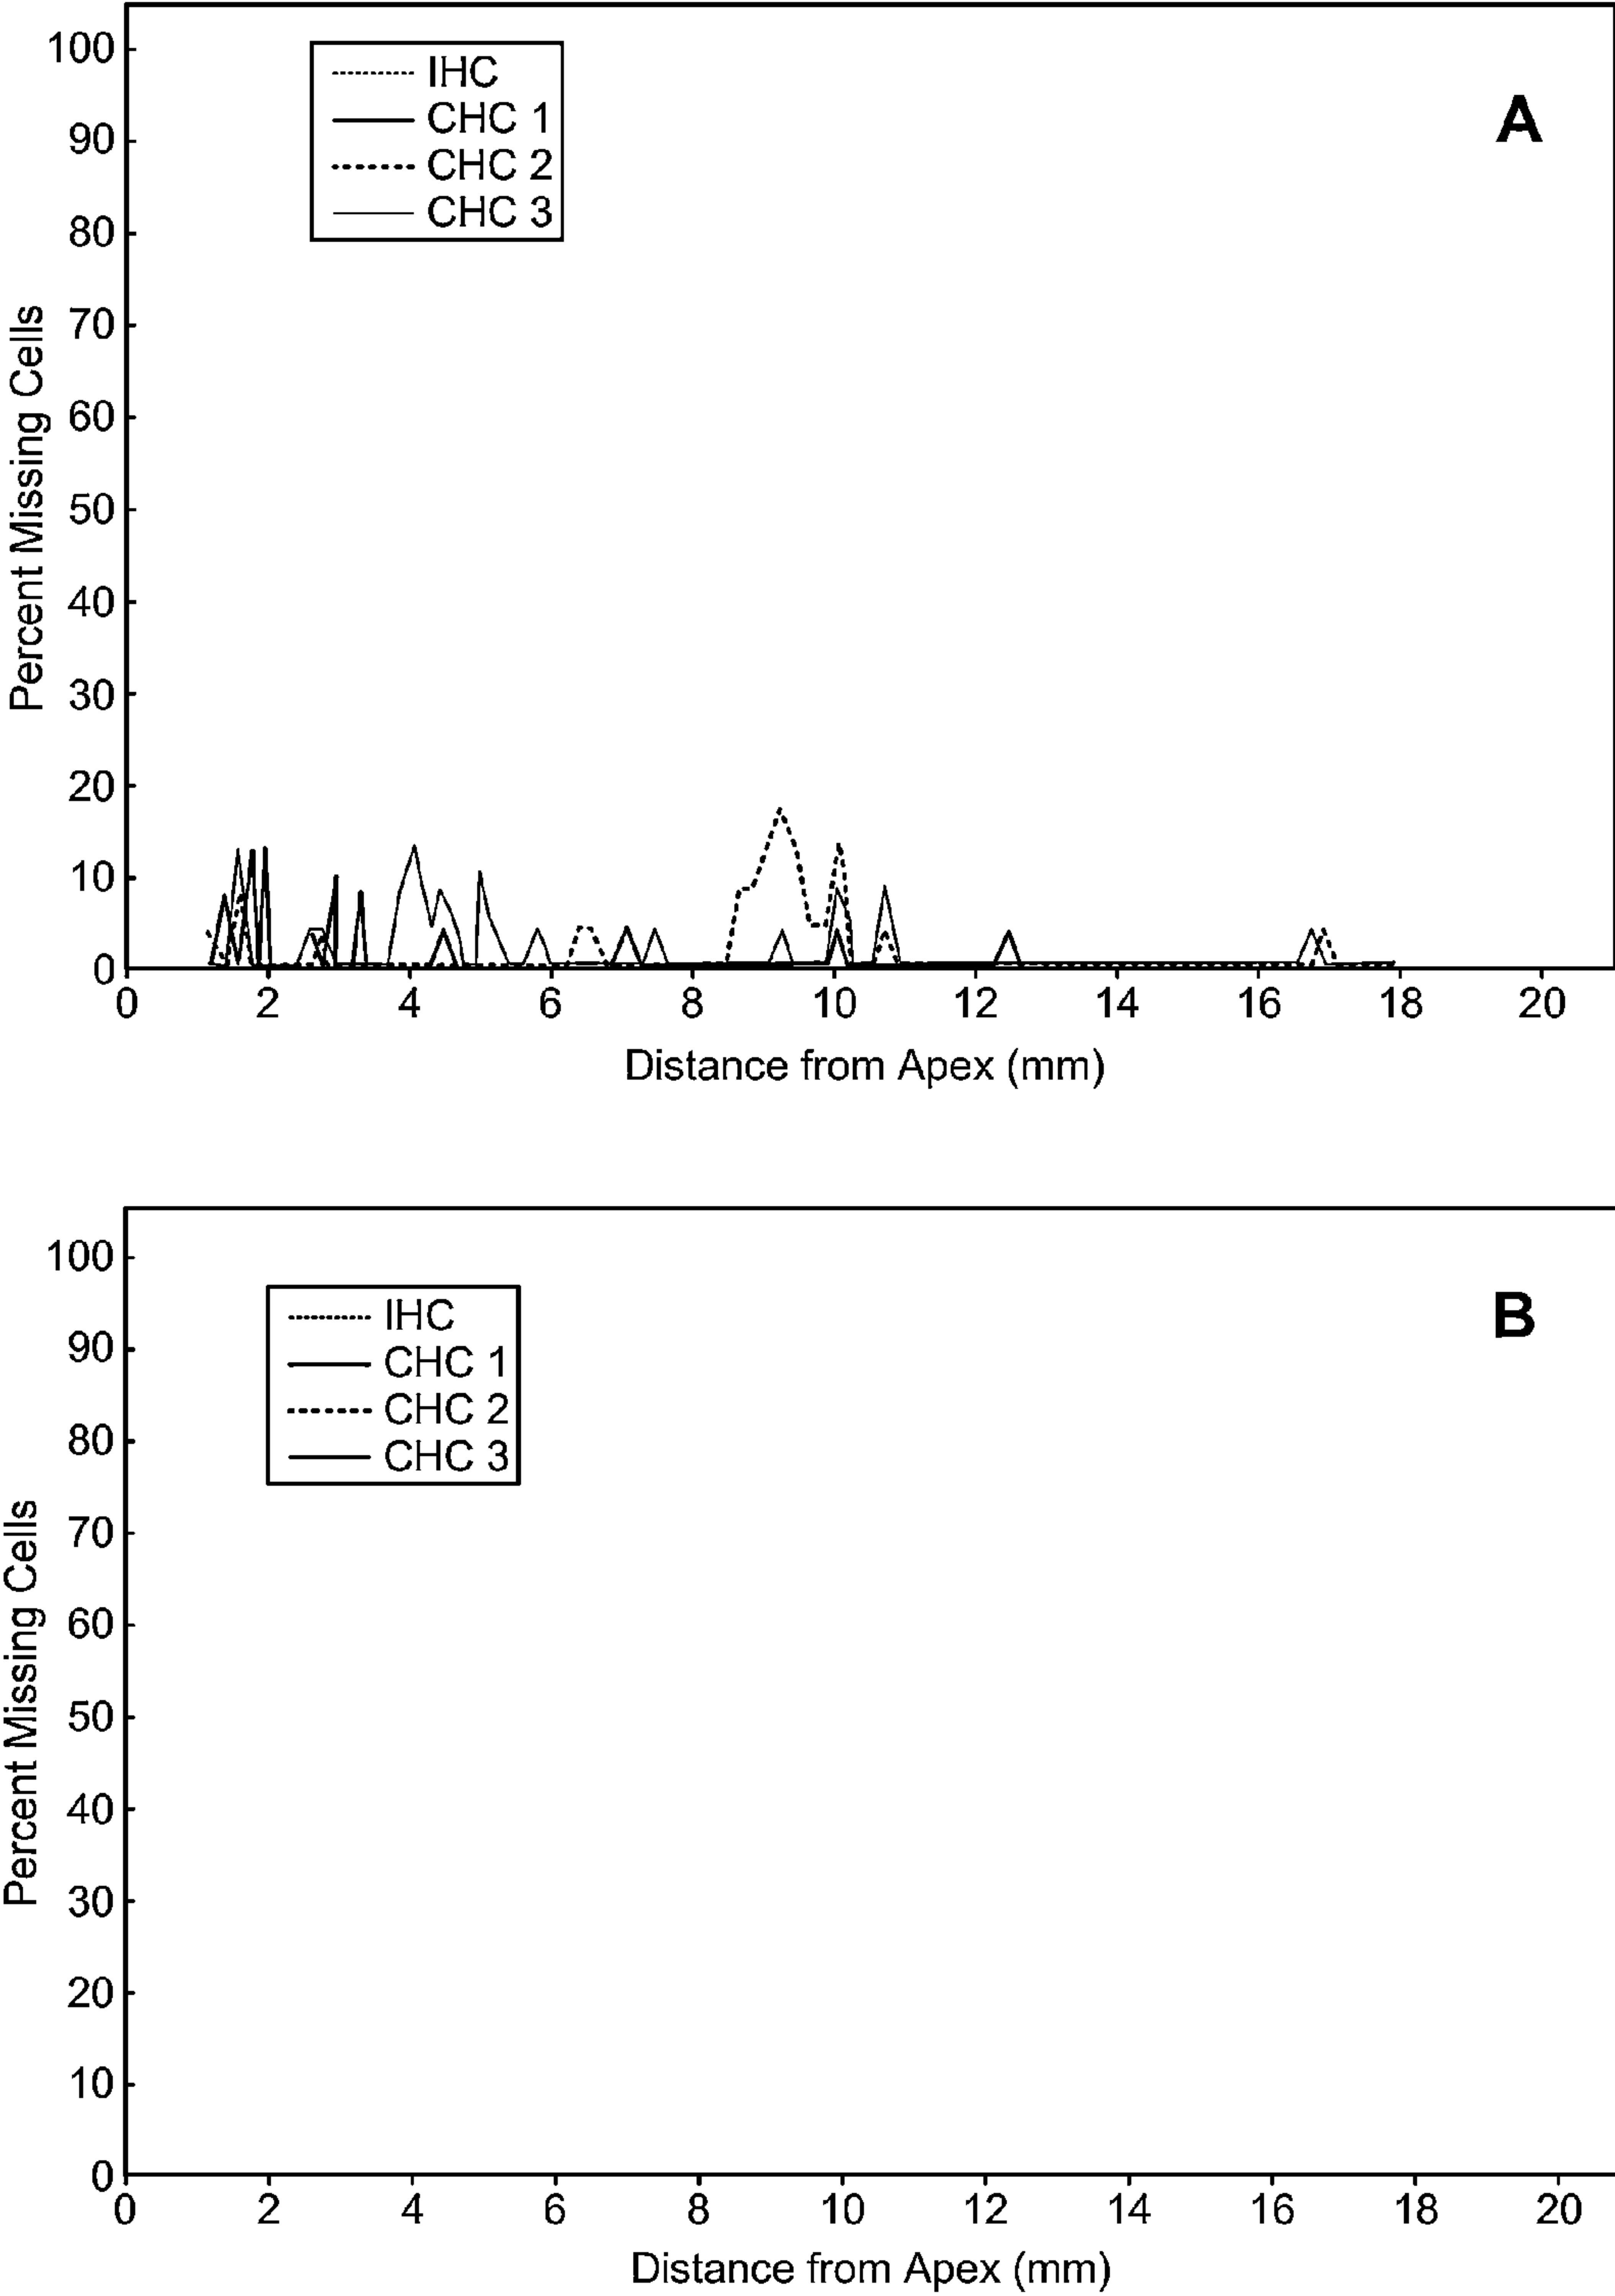 100
90
80
70
60
50
40
30
20
10
0
Percent Missing Cells
IHC
CHC 1
CHC 2
CHC 3
A
0 2 4 6 8 10 12 14 16 18 20
Distance from Apex (mm)
100
90
80
70
60
50
40
30
20
10
0
Percent Missing Cells
IHC
CHC 1
CHC 2
CHC 3
B
0 2 4 6 8 10 12 14 16 18 20
Distance from Apex (mm)